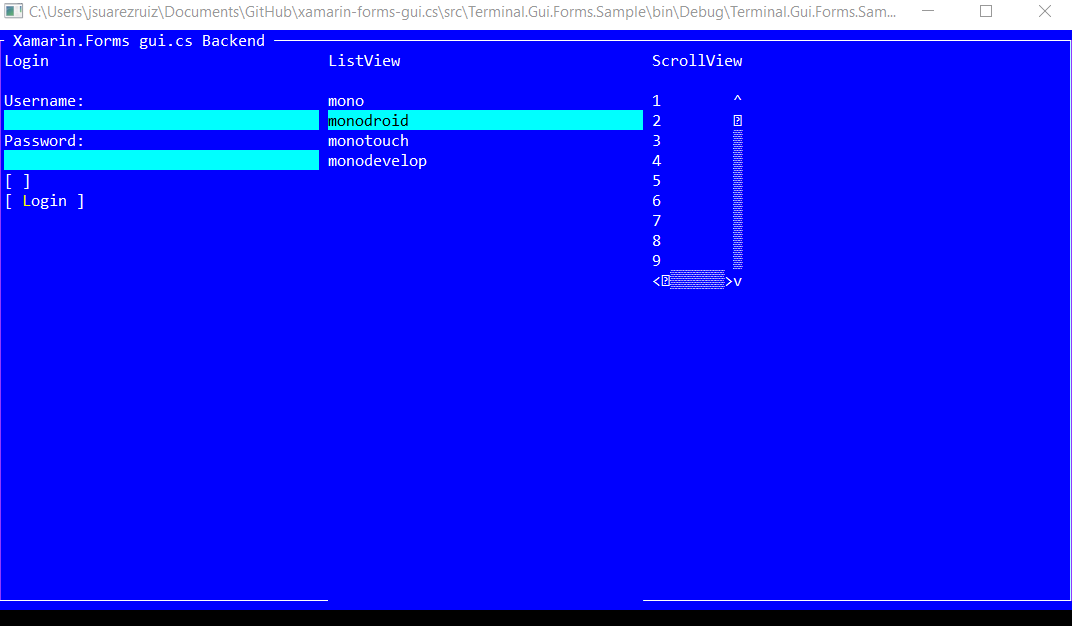 C:\Users\jsuarezruiz\Documents\GitHub\xamarin-forms-gui.cs\src\Terminal.Gui.Forms.Sample\bin\Debug\Terminal.Gui.Forms.Sam...
Xamarin.Forms gui.cs Backend
Login
Username:
Password:
[ ]
[ Login ]
ListView
mono
monodroid
monotouch
monodevelop
ScrollView
1 ^
2 ⍰
3
4
5
6
7
8
9
<⍰▒▒▒▒▒▒>v